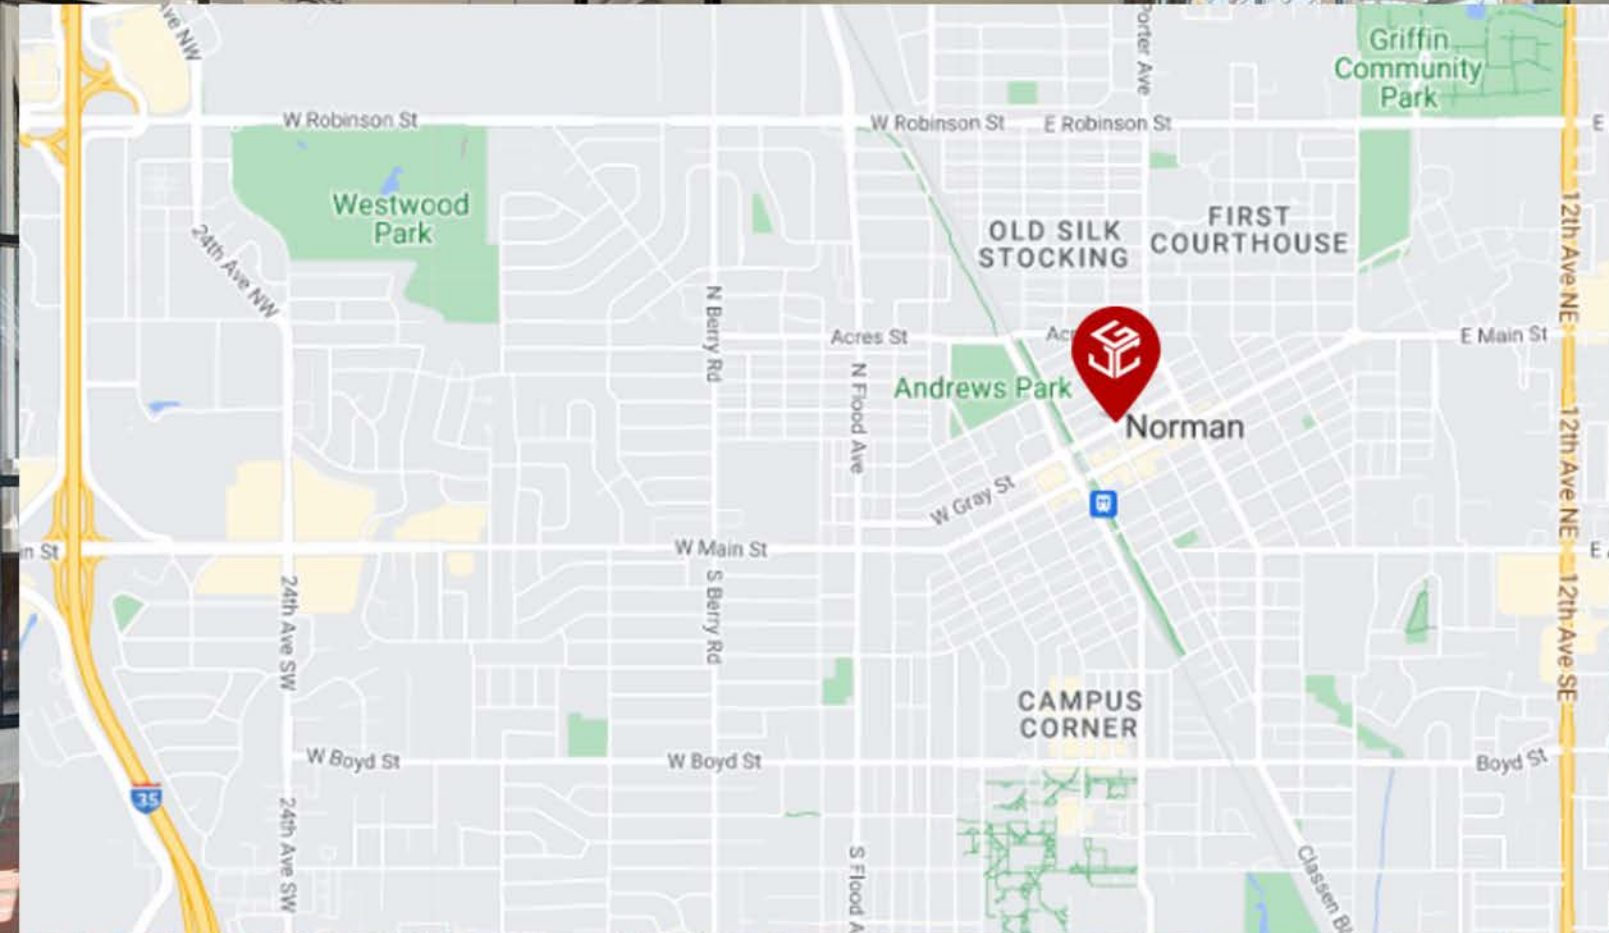 Porter Ave
Griffin
Community
Park
W Robinson St
W Robinson St
E Robinson St
E
Westwood
Park
24th Ave NW
OLD SILK
STOCKING
FIRST
COURTHOUSE
12th Ave NE
N Berry Rd
Acres St
E Main St
N Flood Ave
Andrews Park
Norman
12th Ave NE
W Gray St
n St
W Main St
E
24th Ave SW
S Berry Rd
12th Ave SE
CAMPUS
CORNER
W Boyd St
W Boyd St
Boyd St
35
24th Ave SW
S Flood A
Classen Bl